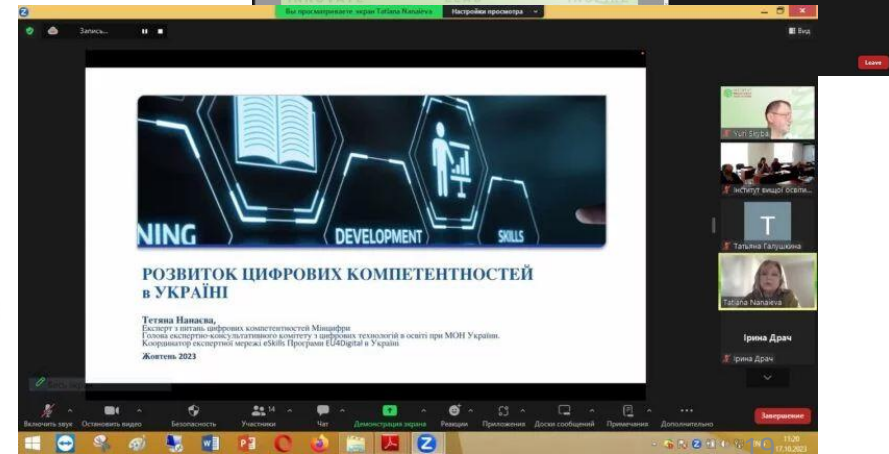 Вы просматриваете экран Tatiana Nanaieva
Настройки просмотра
Запись...
Вид
Leave
NING
DEVELOPMENT
SKILLS
РОЗВИТОК ЦИФРОВИХ КОМПЕТЕНТНОСТЕЙ
в УКРАЇНІ
Тетяна Нанаєва,
Експерт з питань цифрових компетентностей Мінцифри
Голова експертно-консультативного комітету з цифрових технологій в освіті при МОН України.
Координатор експертної мережі eSkills Програми EU4Digital в Україні
Жовтень 2023
Yuri Skyba
Інститут вищої освіти...
T
Татьяна Галушкина
Tatiana Nanaieva
Ірина Драч
Ірина Драч
Включить звук
Остановить видео
Безопасность
Участники
14
Чат
Демонстрация экрана
Реакции
Приложения
Доски сообщений
Примечания
Дополнительно
Завершение
11:20
17.10.2023